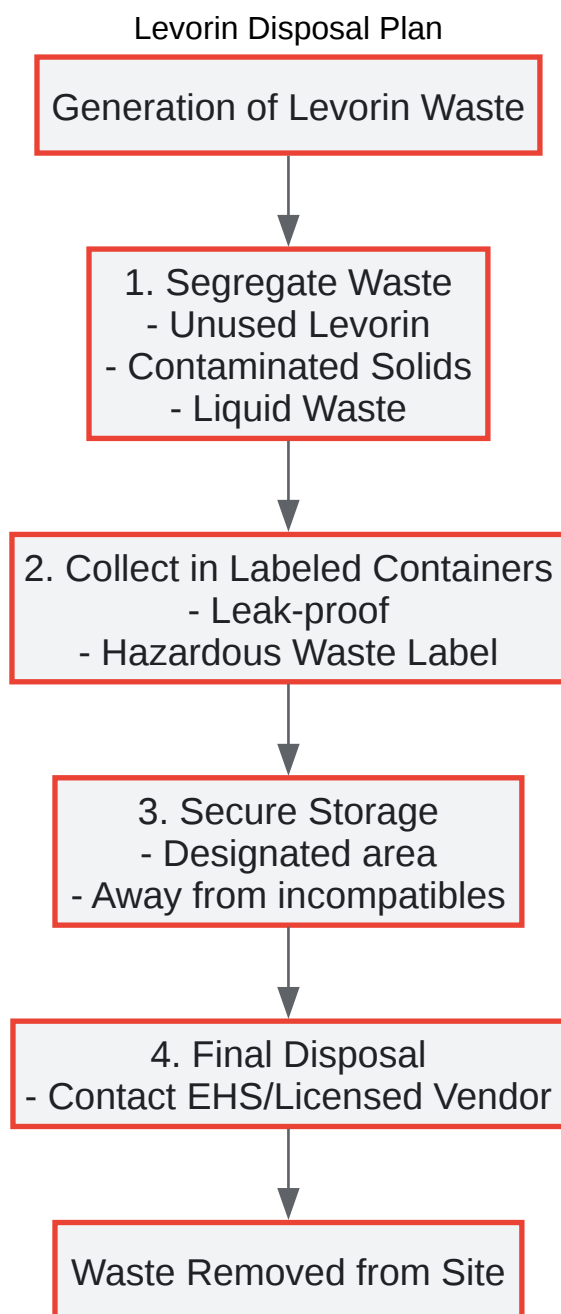 Levorin Disposal Plan
Generation of Levorin Waste
1. Segregate Waste
- Unused Levorin
- Contaminated Solids
- Liquid Waste
2. Collect in Labeled Containers
- Leak-proof
- Hazardous Waste Label
3. Secure Storage
- Designated area
- Away from incompatibles
4. Final Disposal
- Contact EHS/Licensed Vendor
Waste Removed from Site